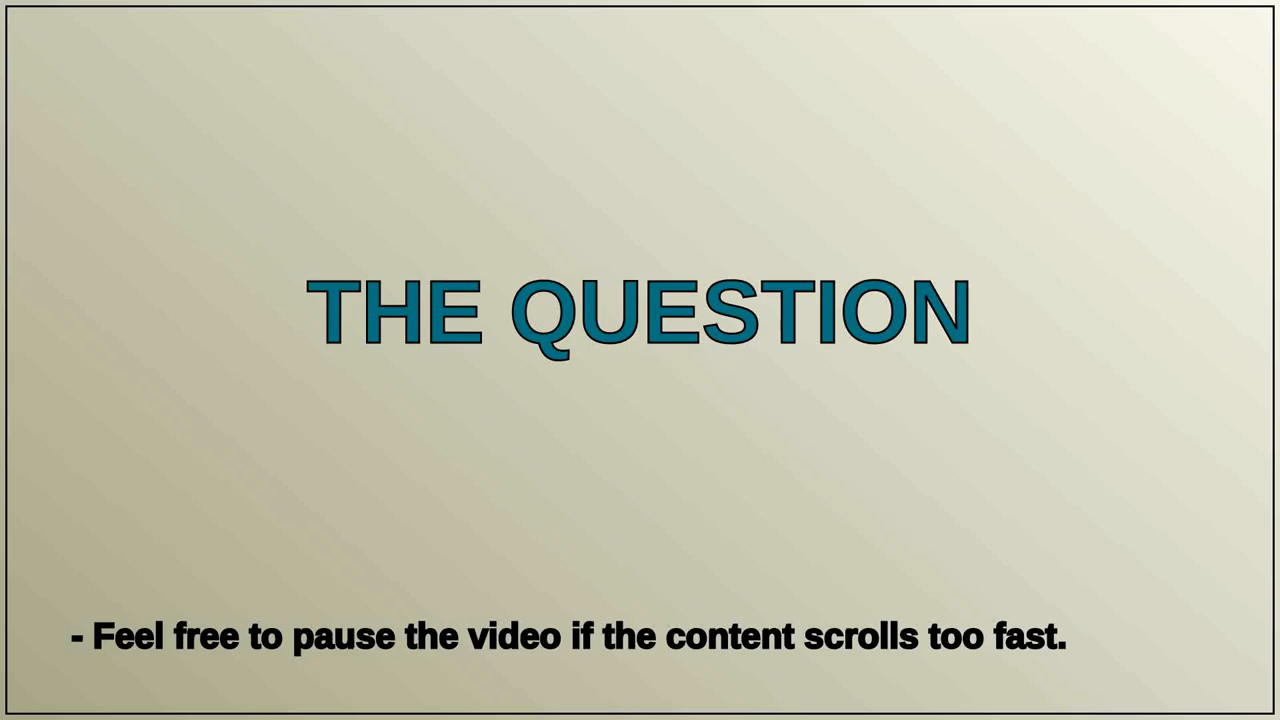 THE QUESTION
- Feel free to pause the video if the content scrolls too fast.